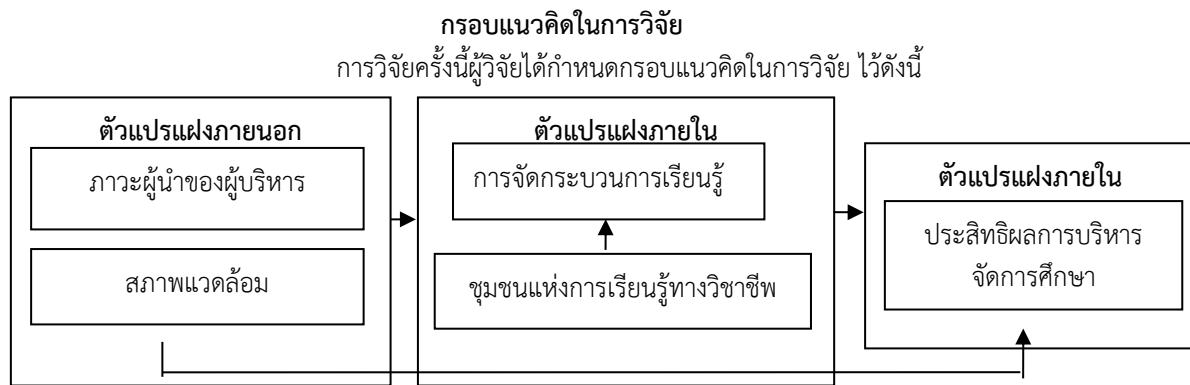 กรอบแนวคิดในการวิจัย
การวิจัยครั้งนี้ผู้วิจัยได้กำหนดกรอบแนวคิดในการวิจัย ไว้ดังนี้
ตัวแปรแฝงภายนอก
ภาวะผู้นำของผู้บริหาร
สภาพแวดล้อม
ตัวแปรแฝงภายใน
การจัดกระบวนการเรียนรู้
ชุมชนแห่งการเรียนรู้ทางวิชาชีพ
ตัวแปรแฝงภายใน
ประสิทธิผลการบริหาร
จัดการศึกษา